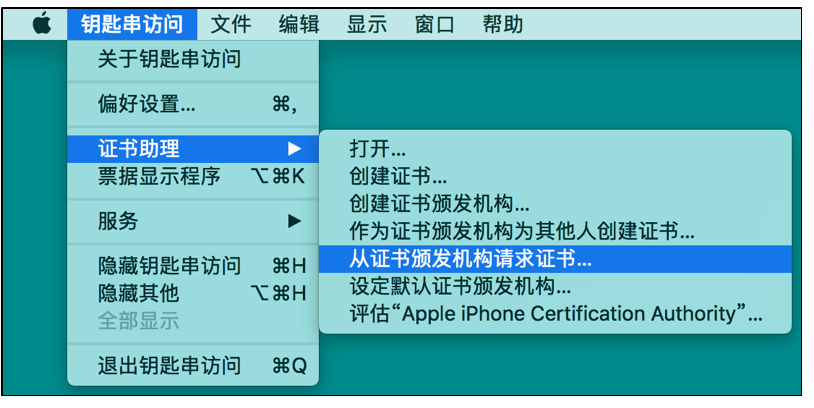 钥匙串访问 文件 编辑 显示 窗口 帮助
关于钥匙串访问
偏好设置... ⌘,
证书助理 ▶
票据显示程序 ⌥⌘K
服务 ▶
隐藏钥匙串访问 ⌘H
隐藏其他 ⌥⌘H
全部显示
退出钥匙串访问 ⌘Q
打开...
创建证书...
创建证书颁发机构...
作为证书颁发机构为其他人创建证书...
从证书颁发机构请求证书...
设定默认证书颁发机构...
评估“Apple iPhone Certification Authority”...